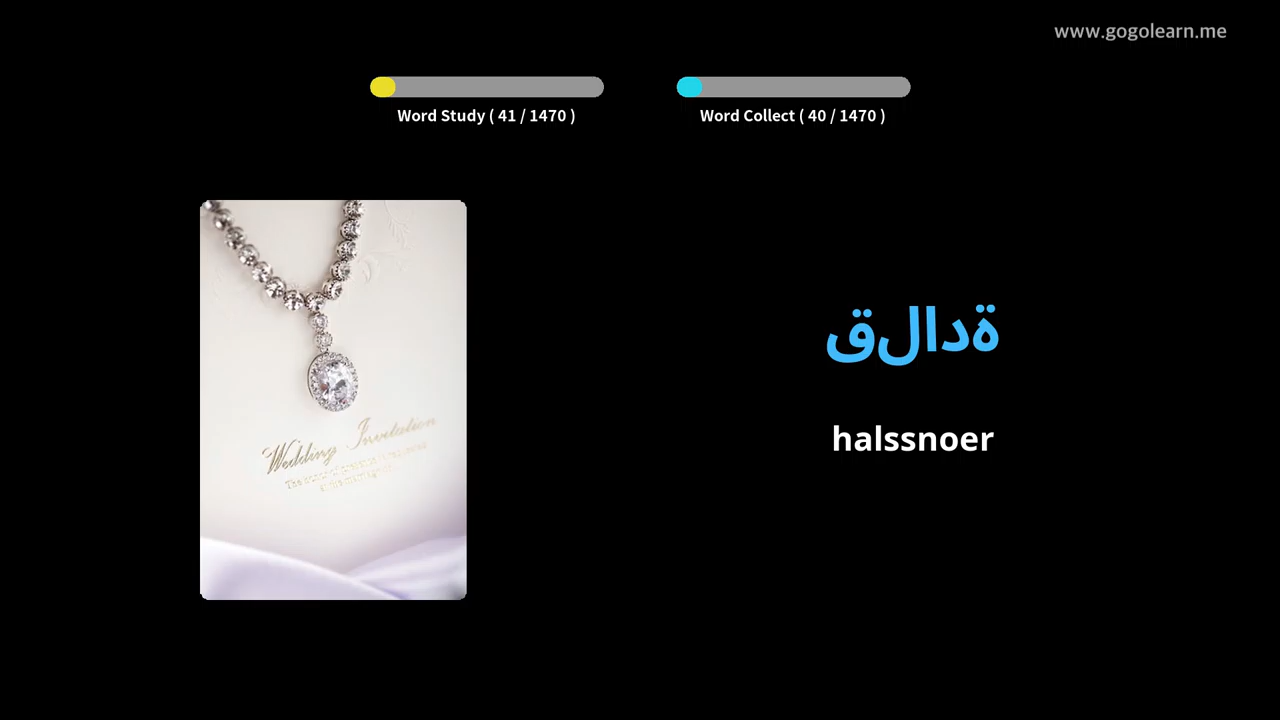 www.gogolearn.me
Word Study ( 41 / 1470 )
Word Collect ( 40 / 1470 )
قلادة
halssnoer
Wedding Invitation